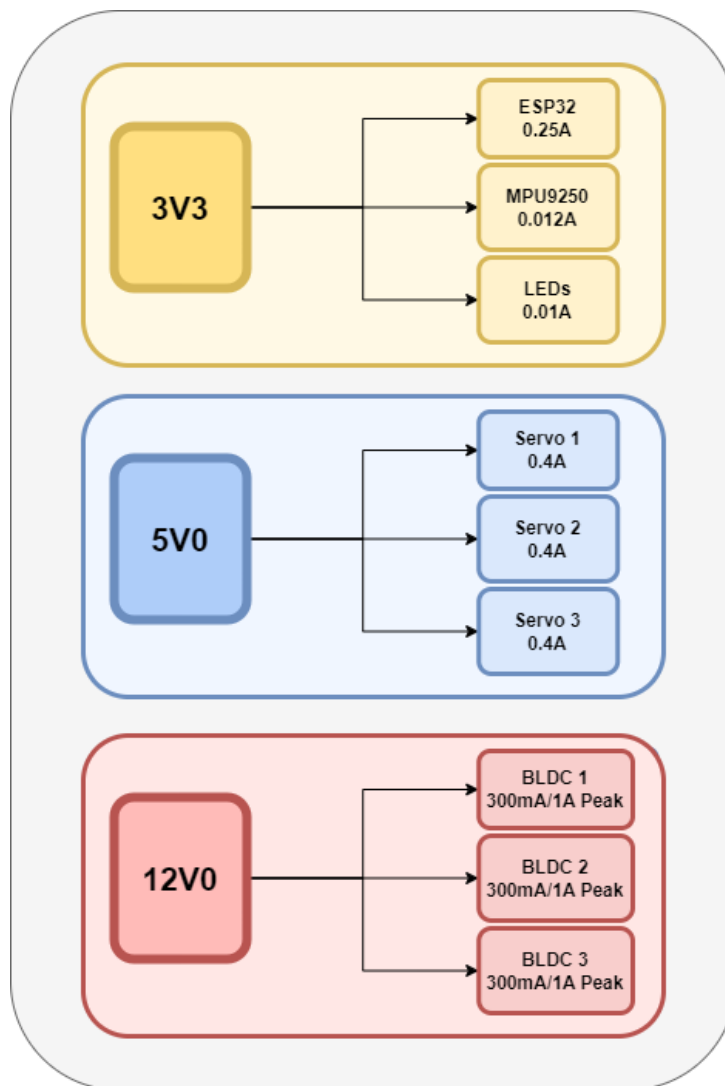 3V3
ESP32
0.25A
MPU9250
0.012A
LEDs
0.01A
5V0
Servo 1
0.4A
Servo 2
0.4A
Servo 3
0.4A
12V0
BLDC 1
300mA/1A Peak
BLDC 2
300mA/1A Peak
BLDC 3
300mA/1A Peak